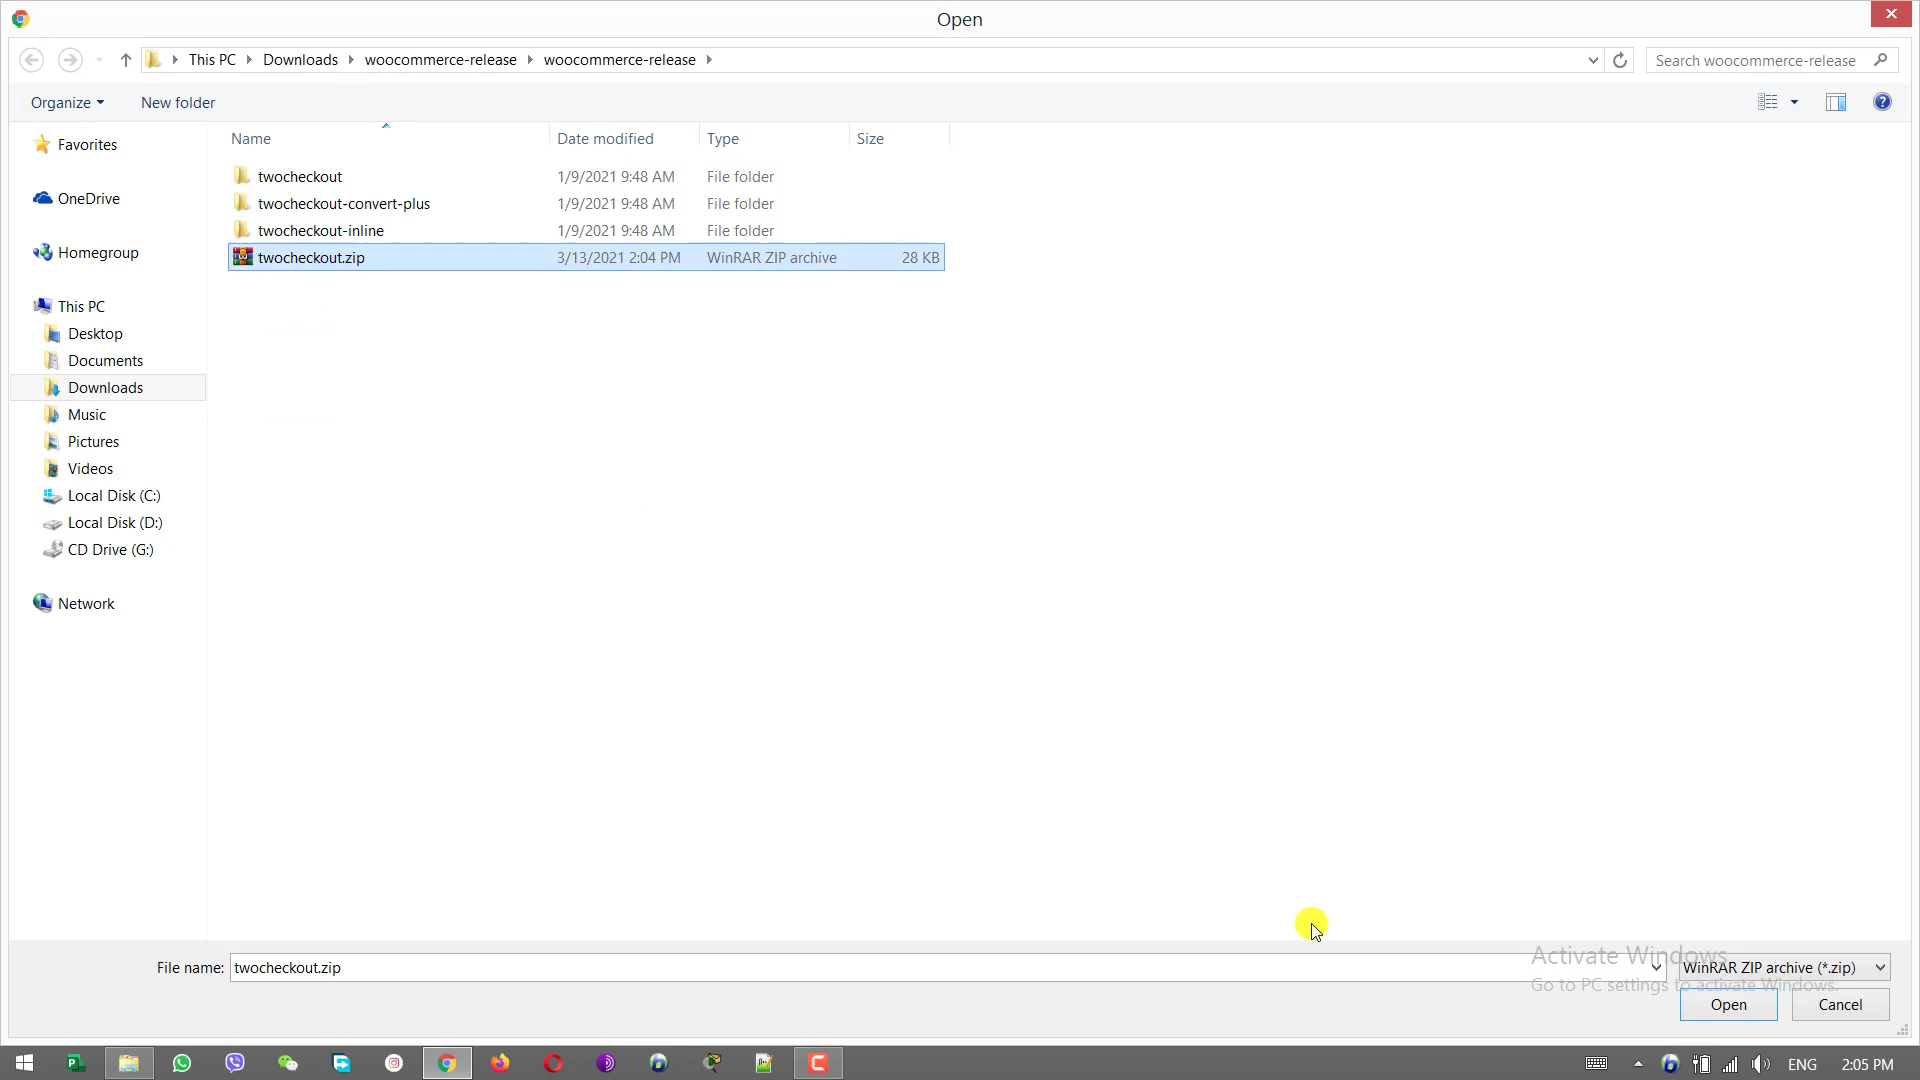 Open
This PC
Downloads
woocommerce-release
woocommerce-release
Search woocommerce-release
Organize
New folder
Favorites
OneDrive
Homegroup
This PC
Desktop
Documents
Downloads
Music
Pictures
Videos
Local Disk (C:)
Local Disk (D:)
CD Drive (G:)
Network
Name Date modified Type Size
twocheckout 1/9/2021 9:48 AM File folder
twocheckout-convert-plus 1/9/2021 9:48 AM File folder
twocheckout-inline 1/9/2021 9:48 AM File folder
twocheckout.zip 3/13/2021 2:04 PM WinRAR ZIP archive 28 KB
File name: twocheckout.zip
WinRAR ZIP archive (*.zip)
Activate Windows
Go to PC settings to activate Windows.
Open
Cancel
ENG 2:05 PM